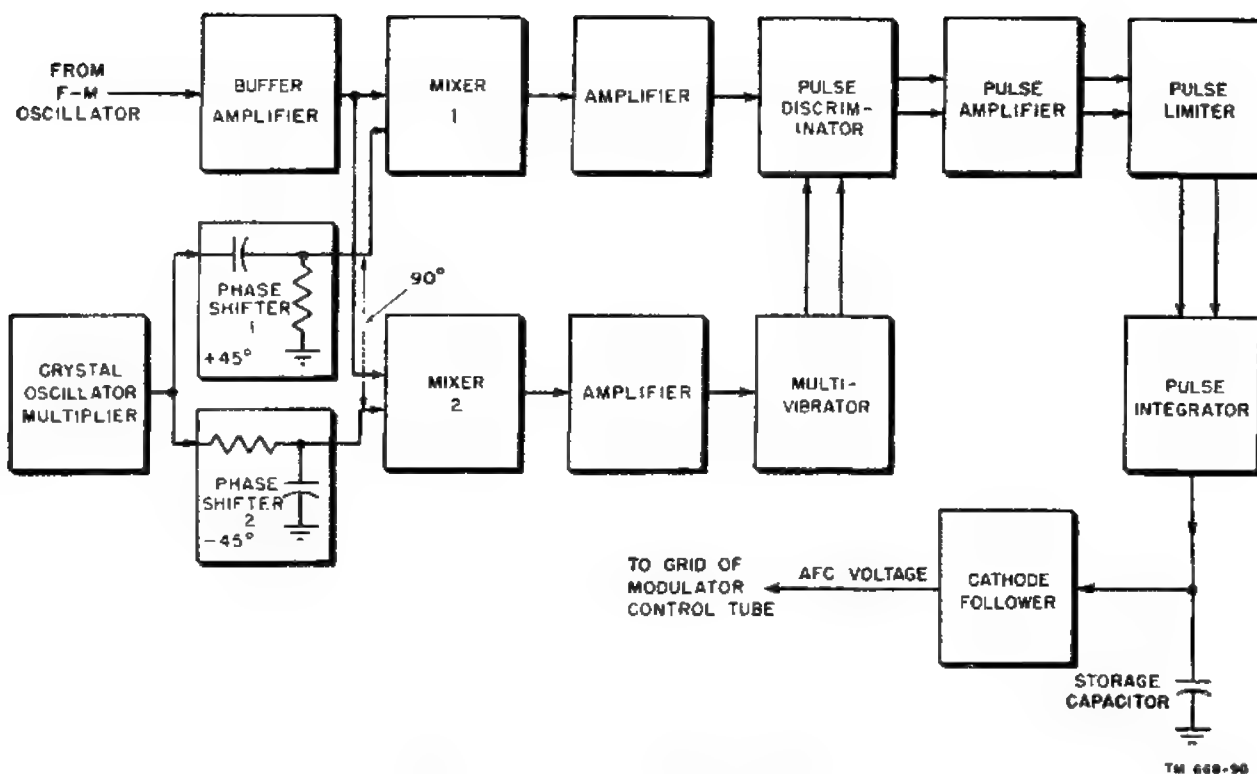 FROM
F-M
OSCILLATOR
BUFFER
AMPLIFIER
MIXER
1
AMPLIFIER
PULSE
DISCRIM-
INATOR
PULSE
AMPLIFIER
PULSE
LIMITER
PHASE
SHIFTER
1
+45°
90°
CRYSTAL
OSCILLATOR
MULTIPLIER
MIXER
2
AMPLIFIER
MULTI-
VIBRATOR
PULSE
INTEGRATOR
PHASE
SHIFTER
2
-45°
TO GRID OF
MODULATOR
CONTROL TUBE
AFC VOLTAGE
CATHODE
FOLLOWER
STORAGE
CAPACITOR
TM 668-90